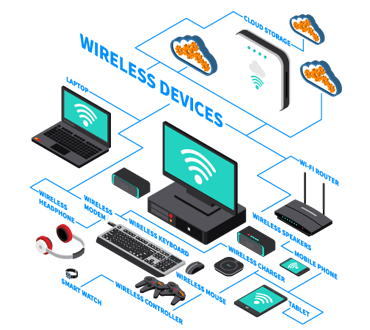 CLOUD STORAGE
WIRELESS DEVICES
LAPTOP
WI-FI ROUTER
WIRELESS
HEADPHONE
WIRELESS
MODEM
WIRELESS KEYBOARD
WIRELESS SPEAKERS
MOBILE PHONE
WIRELESS CHARGER
WIRELESS MOUSE
SMART WATCH
WIRELESS CONTROLLER
TABLET